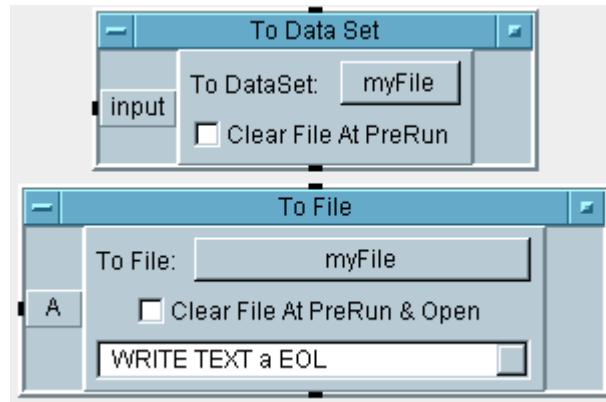 To Data Set
To DataSet: myFile
input
Clear File At PreRun
To File
To File: myFile
A
Clear File At PreRun & Open
WRITE TEXT a EOL